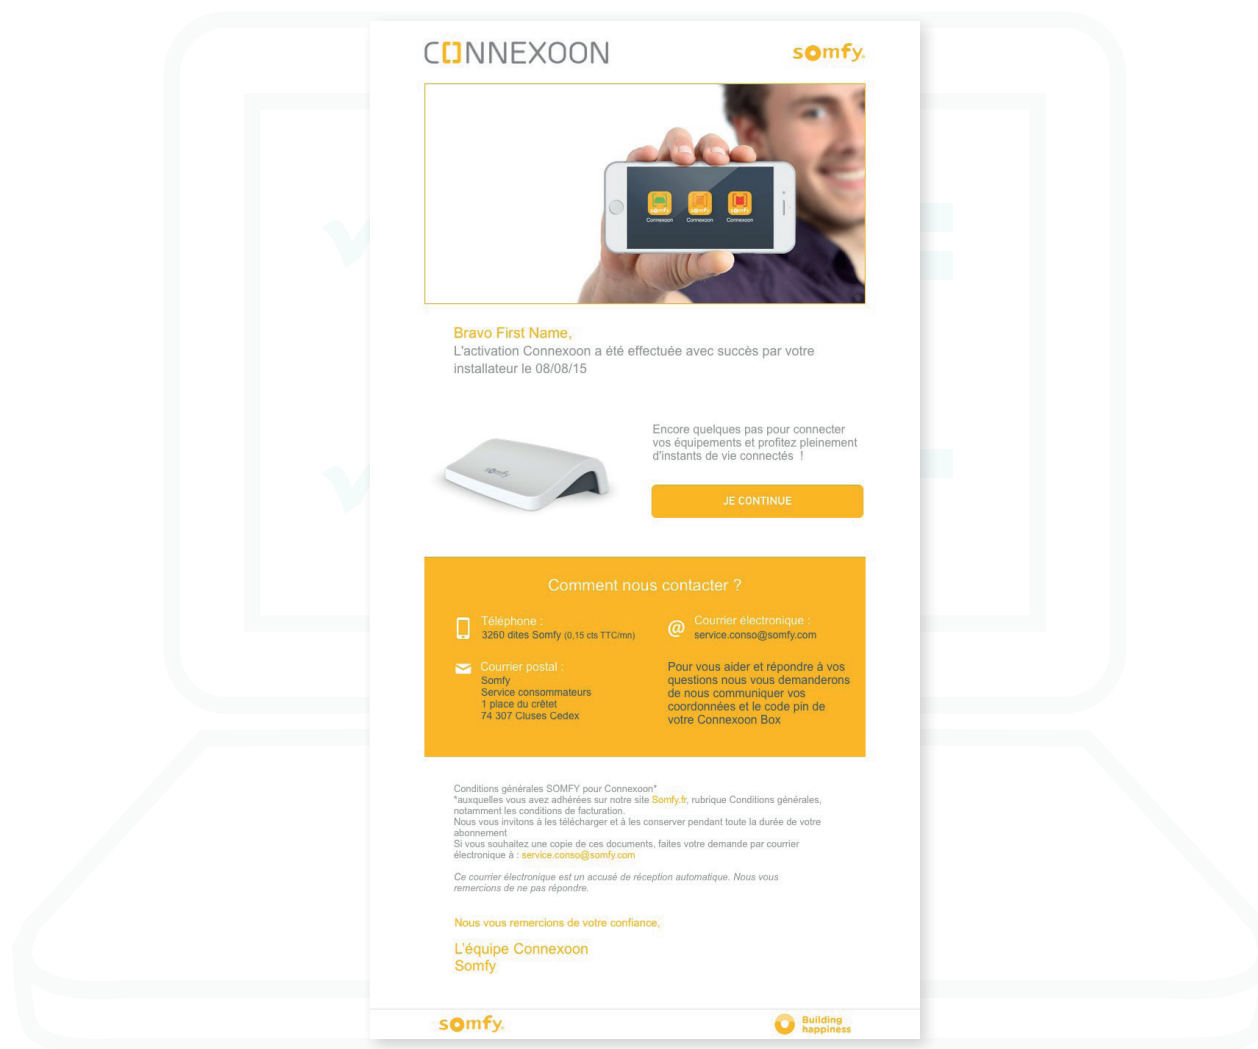 CONNEXOON
somfy.
somfy somfy somfy
Connexoon Connexoon Connexoon
Bravo First Name,
L'activation Connexoon a été effectuée avec succès par votre
installateur le 08/08/15
Encore quelques pas pour connecter
vos équipements et profitez pleinement
d'instants de vie connectés !
somfy
JE CONTINUE
Comment nous contacter ?
Téléphone :
3260 dites Somfy (0,15 cts TTC/mn)
@ Courrier électronique :
service.conso@somfy.com
Courrier postal :
Somfy
Service consommateurs
1 place du crêtet
74 307 Cluses Cedex
Pour vous aider et répondre à vos
questions nous vous demanderons
de nous communiquer vos
coordonnées et le code pin de
votre Connexoon Box
Conditions générales SOMFY pour Connexoon*
*auxquelles vous avez adhérées sur notre site Somfy.fr, rubrique Conditions générales,
notamment les conditions de facturation.
Nous vous invitons à les télécharger et à les conserver pendant toute la durée de votre
abonnement
Si vous souhaitez une copie de ces documents, faites votre demande par courrier
électronique à : service.conso@somfy.com
Ce courrier électronique est un accusé de réception automatique. Nous vous
remercions de ne pas répondre.
Nous vous remercions de votre confiance,
L'équipe Connexoon
Somfy
somfy.
Building
happiness